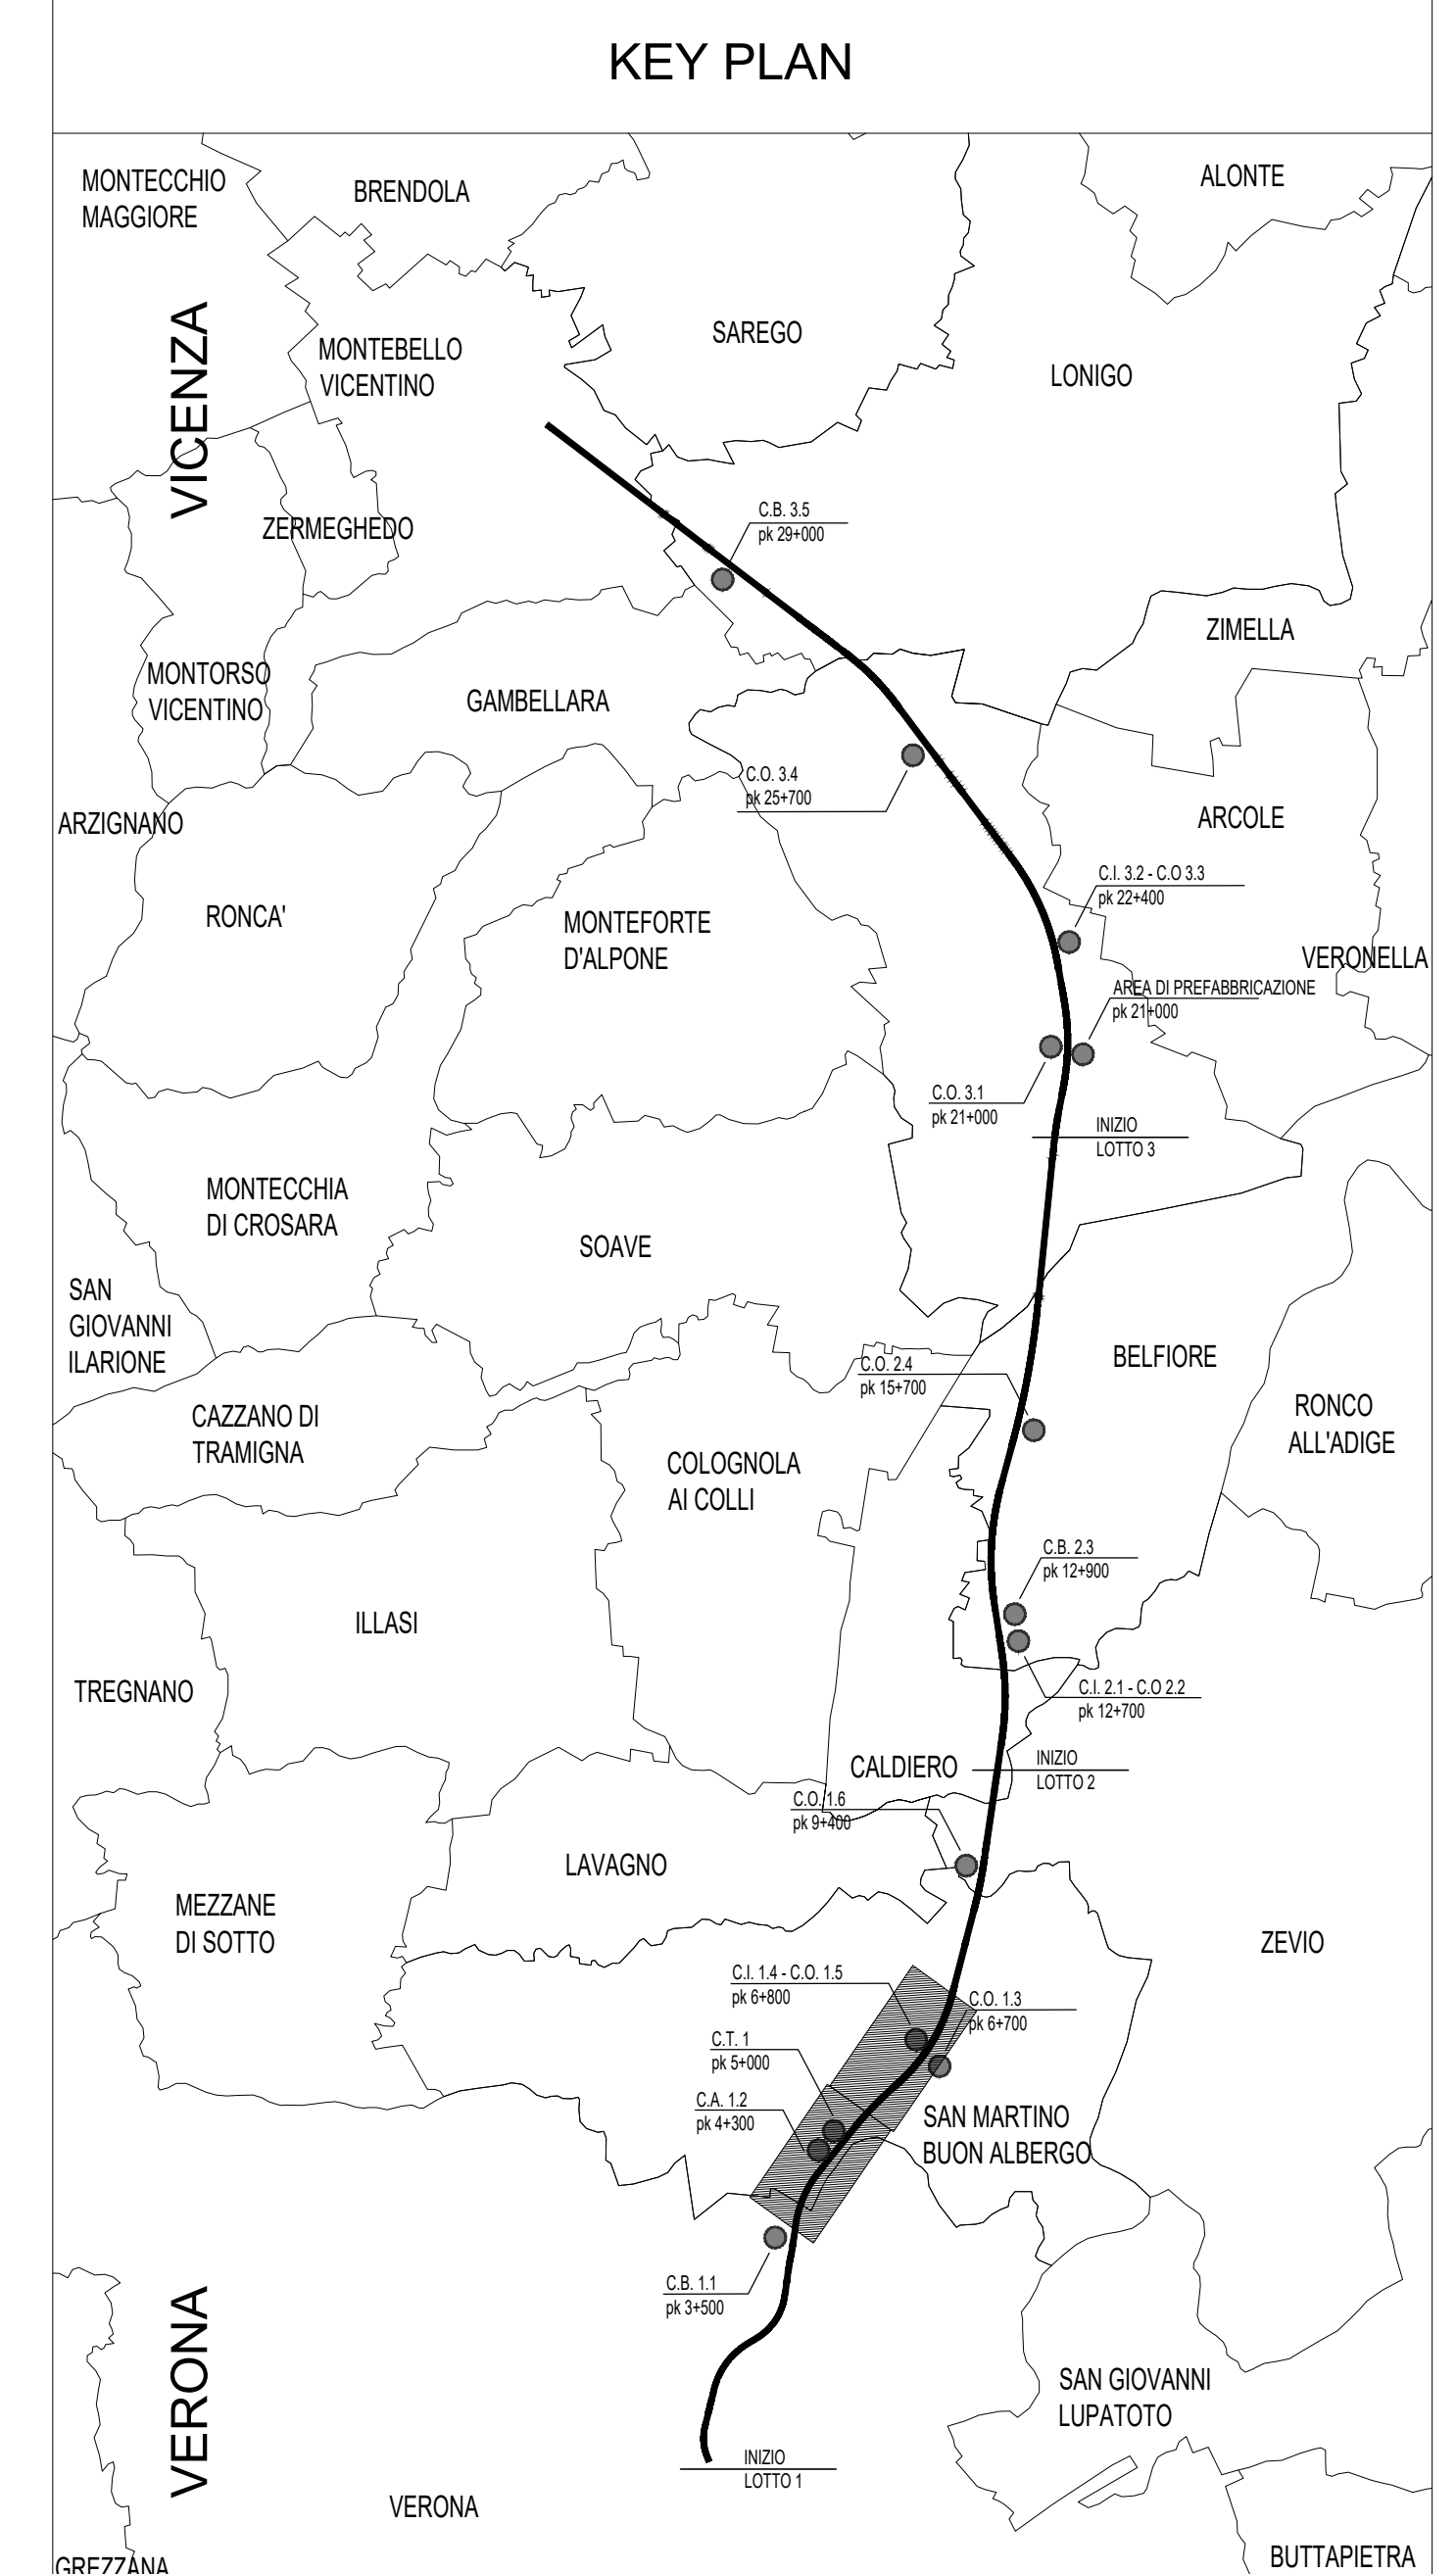 KEY PLAN
MONTECCHIO
MAGGIORE
BRENDOLA
ALONTE
VICENZA
MONTEBELLO
VICENTINO
SAREGO
LONIGO
ZERMEGHEDO
C.B. 3.5
pk 29+000
ZIMELLA
MONTORSO
VICENTINO
GAMBELLARA
C.O. 3.4
pk 25+700
ARZIGNANO
ARCOLE
RONCA'
MONTEFORTE
D'ALPONE
C.I. 3.2 - C.O 3.3
pk 22+400
VERONELLA
AREA DI PREFABBRICAZIONE
pk 21+000
C.O. 3.1
pk 21+000
INIZIO
LOTTO 3
MONTECCHIA
DI CROSARA
SOAVE
SAN
GIOVANNI
ILARIONE
BELFIORE
C.O. 2.4
pk 15+700
CAZZANO DI
TRAMIGNA
RONCO
ALL'ADIGE
COLOGNOLA
AI COLLI
C.B. 2.3
pk 12+900
ILLASI
TREGNANO
C.I. 2.1 - C.O 2.2
pk 12+700
CALDIERO
INIZIO
LOTTO 2
C.O. 1.6
pk 9+400
LAVAGNO
MEZZANE
DI SOTTO
ZEVIO
C.I. 1.4 - C.O. 1.5
pk 6+800
C.O. 1.3
pk 6+700
C.T. 1
pk 5+000
C.A. 1.2
pk 4+300
SAN MARTINO
BUON ALBERGO
C.B. 1.1
pk 3+500
VERONA
SAN GIOVANNI
LUPATOTO
INIZIO
LOTTO 1
VERONA
BUTTAPIETRA
GREZZANA